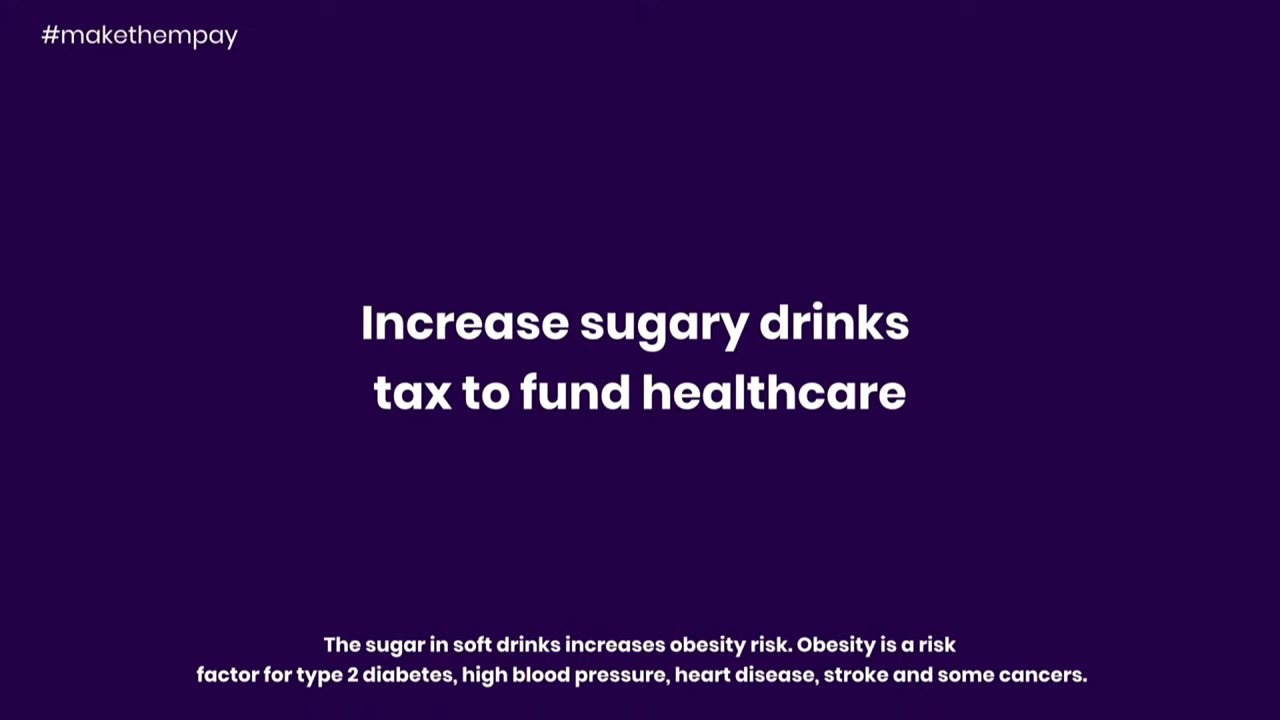 #makethempay
Increase sugary drinks
tax to fund healthcare
The sugar in soft drinks increases obesity risk. Obesity is a risk
factor for type 2 diabetes, high blood pressure, heart disease, stroke and some cancers.